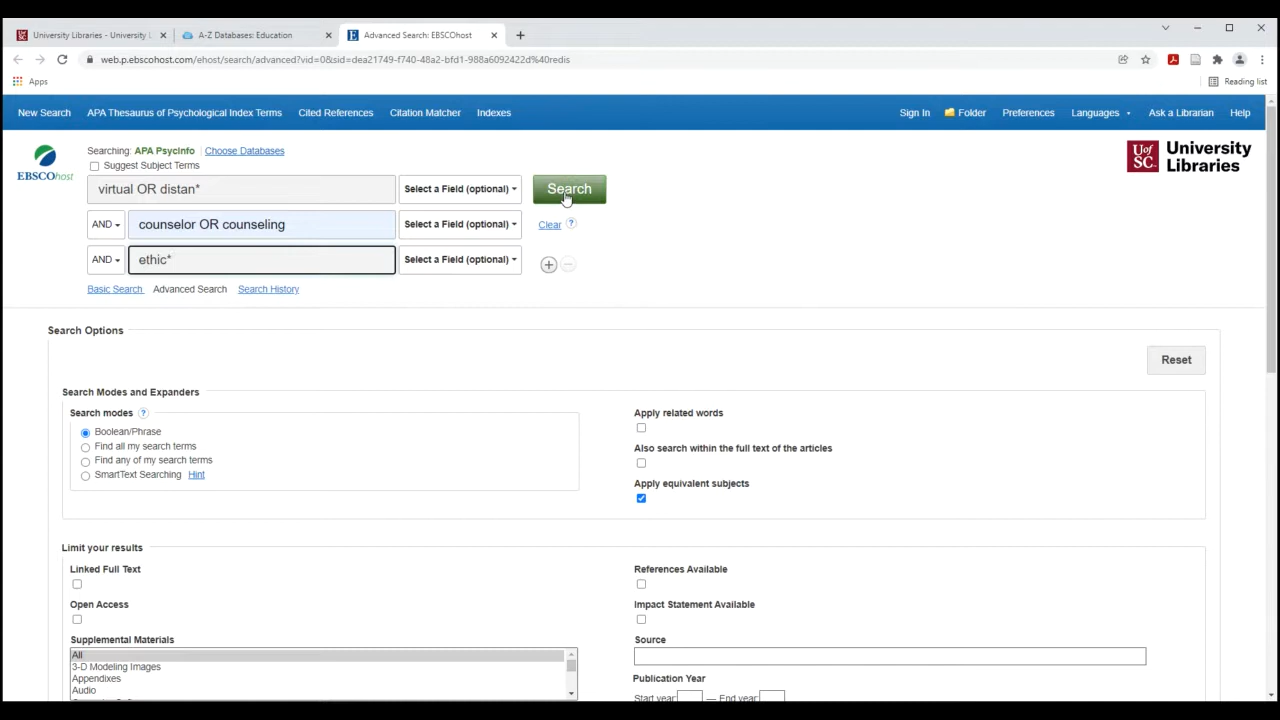 University Libraries - University L
A-Z Databases: Education
Advanced Search: EBSCOhost
web.p.ebscohost.com/ehost/search/advanced?vid=0&sid=dea21749-f740-48a2-bfd1-981b6092422d%40redis
Apps
Reading list
New Search APA Thesaurus of Psychological Index Terms Cited References Citation Matcher Indexes Sign In Folder Preferences Languages Ask a Librarian Help
EBSCOhost
Searching: APA PsycInfo Choose Databases
Suggest Subject Terms
UofSC University Libraries
virtual OR distan* Select a Field (optional) Search
AND counselor OR counseling Select a Field (optional) Clear ?
AND ethic* Select a Field (optional)
Basic Search Advanced Search Search History
Search Options
Reset
Search Modes and Expanders
Search modes ?
Boolean/Phrase
Find all my search terms
Find any of my search terms
SmartText Searching Hint
Apply related words
Also search within the full text of the articles
Apply equivalent subjects
Limit your results
Linked Full Text
Open Access
Supplemental Materials
All
3-D Modeling Images
Appendixes
Audio
References Available
Impact Statement Available
Source
Publication Year
Start year — End year